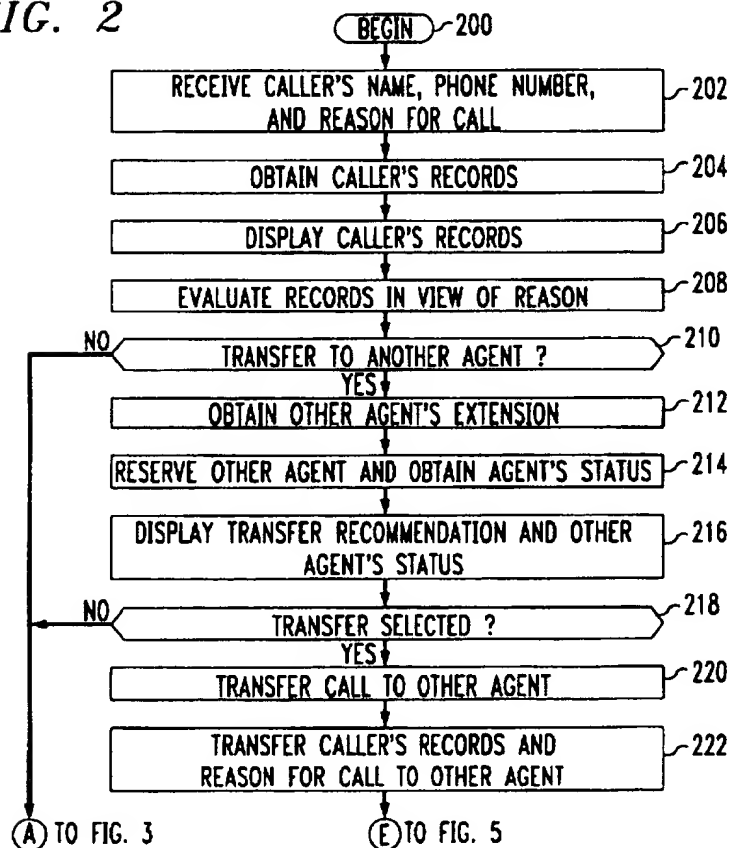 FIG. 2
BEGIN 200
RECEIVE CALLER'S NAME, PHONE NUMBER,
AND REASON FOR CALL
202
OBTAIN CALLER'S RECORDS 204
DISPLAY CALLER'S RECORDS 206
EVALUATE RECORDS IN VIEW OF REASON 208
NO TRANSFER TO ANOTHER AGENT ? 210
YES
OBTAIN OTHER AGENT'S EXTENSION 212
RESERVE OTHER AGENT AND OBTAIN AGENT'S STATUS 214
DISPLAY TRANSFER RECOMMENDATION AND OTHER
AGENT'S STATUS
216
NO TRANSFER SELECTED ? 218
YES
TRANSFER CALL TO OTHER AGENT 220
TRANSFER CALLER'S RECORDS AND
REASON FOR CALL TO OTHER AGENT
222
A TO FIG. 3 E TO FIG. 5